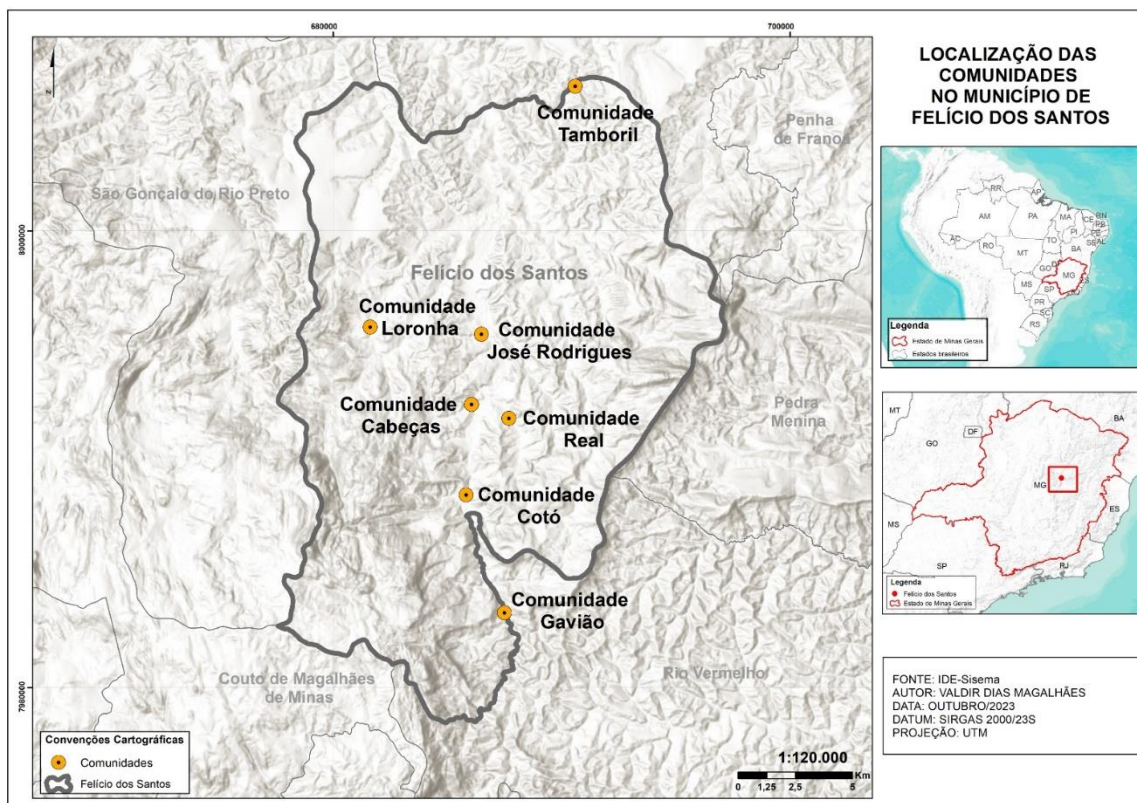 LOCALIZAÇÃO DAS
COMUNIDADES
NO MUNICÍPIO DE
FELÍCIO DOS SANTOS
680000
700000
8000000
7980000
Comunidade
Tamboril
Penha
de França
São Gonçalo do Rio Preto
Felício dos Santos
Comunidade
Loronha
Comunidade
José Rodrigues
Comunidade
Cabeças
Comunidade
Real
Pedra
Menina
Comunidade
Cotó
Comunidade
Gavião
Couto de Magalhães
de Minas
Rio Vermelho
Convenções Cartográficas
Comunidades
Felício dos Santos
1:120.000
0 1,25 2,5 5 Km
RR
AP
AM
PA
MA
CE
RN
PB
PE
PI
AL
SE
AC
RO
TO
BA
MT
GO
MG
ES
MS
SP
PR
SC
RS
Legenda
Estado de Minas Gerais
Estados brasileiros
MT
BA
DF
GO
MG
ES
MS
SP
RJ
Legenda
Felício dos Santos
Estado de Minas Gerais
FONTE: IDE-Sisema
AUTOR: VALDIR DIAS MAGALHÃES
DATA: OUTUBRO/2023
DATUM: SIRGAS 2000/23S
PROJEÇÃO: UTM